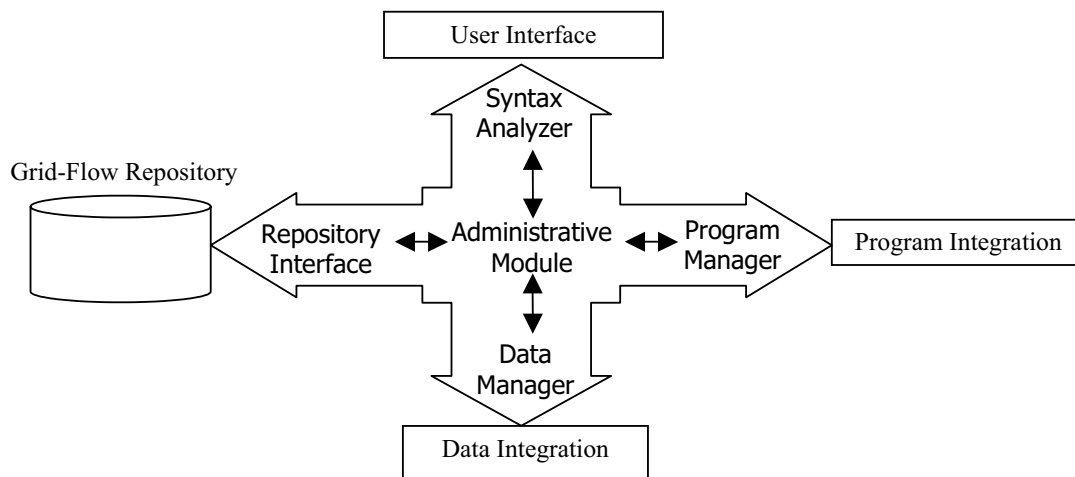 User Interface
Syntax
Analyzer
Grid-Flow Repository
Repository
Interface
Administrative
Module
Program
Manager
Program Integration
Data
Manager
Data Integration